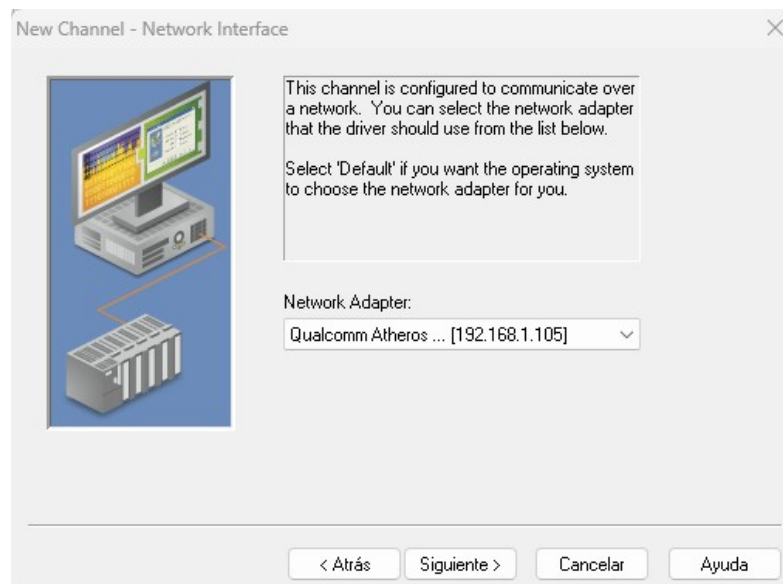 New Channel - Network Interface
This channel is configured to communicate over
a network.  You can select the network adapter
that the driver should use from the list below.
Select 'Default' if you want the operating system
to choose the network adapter for you.
Network Adapter:
Qualcomm Atheros ... [192.168.1.105]
< Atrás
Siguiente >
Cancelar
Ayuda